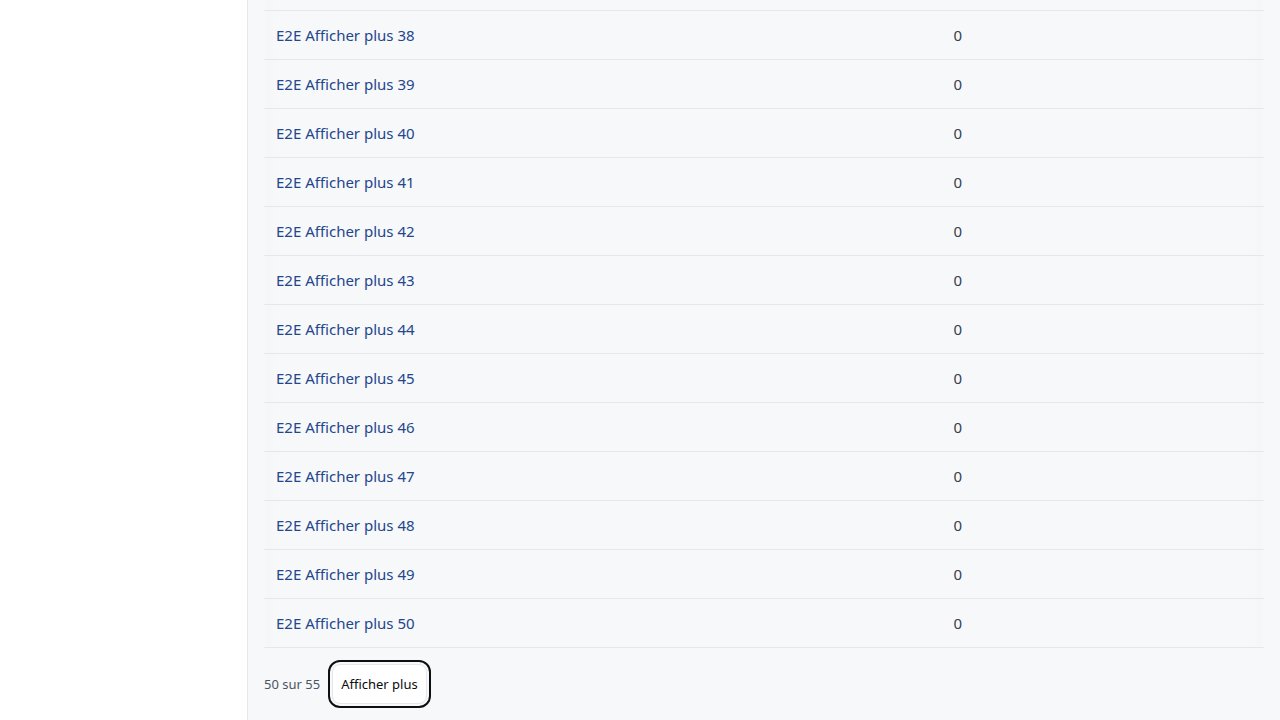 E2E Afficher plus 38 0
E2E Afficher plus 39 0
E2E Afficher plus 40 0
E2E Afficher plus 41 0
E2E Afficher plus 42 0
E2E Afficher plus 43 0
E2E Afficher plus 44 0
E2E Afficher plus 45 0
E2E Afficher plus 46 0
E2E Afficher plus 47 0
E2E Afficher plus 48 0
E2E Afficher plus 49 0
E2E Afficher plus 50 0
50 sur 55 Afficher plus